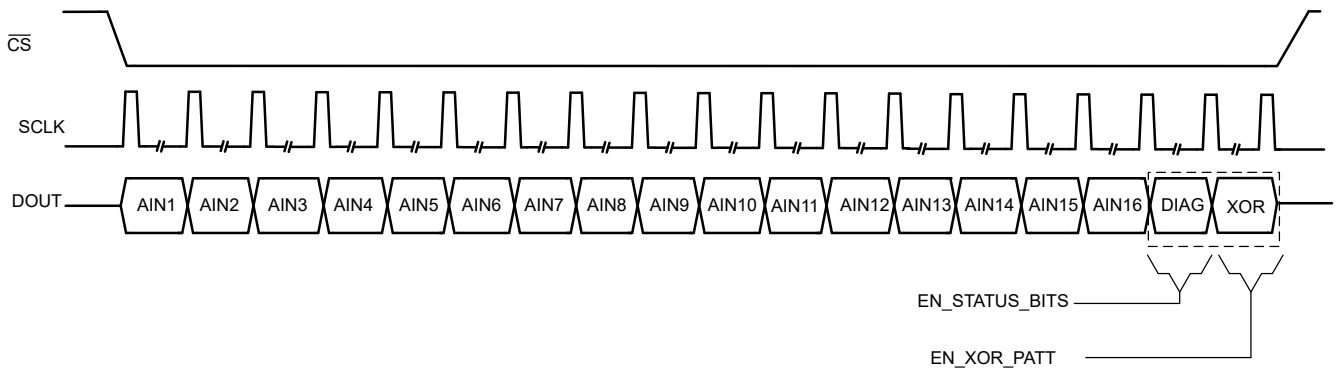 CS
SCLK
DOUT AIN1 AIN2 AIN3 AIN4 AIN5 AIN6 AIN7 AIN8 AIN9 AIN10 AIN11 AIN12 AIN13 AIN14 AIN15 AIN16 DIAG XOR
EN_STATUS_BITS
EN_XOR_PATT